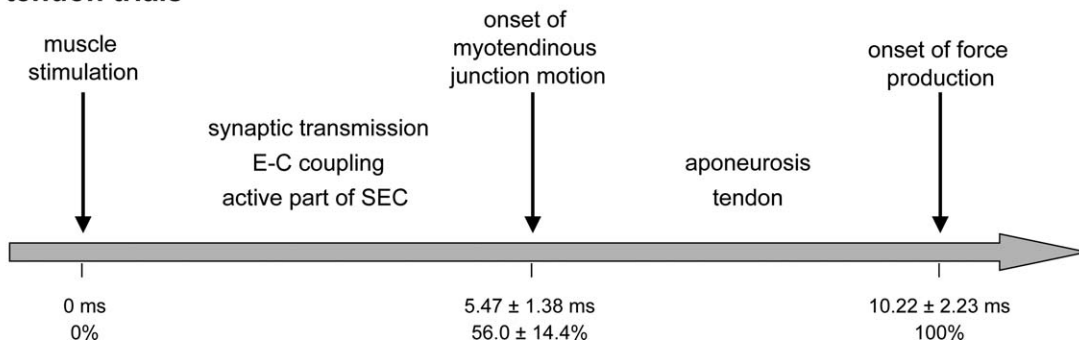 tendon trials
muscle
stimulation
onset of
myotendinous
junction motion
onset of force
production
synaptic transmission
E-C coupling
active part of SEC
aponeurosis
tendon
0 ms
0%
5.47 ± 1.38 ms
56.0 ± 14.4%
10.22 ± 2.23 ms
100%